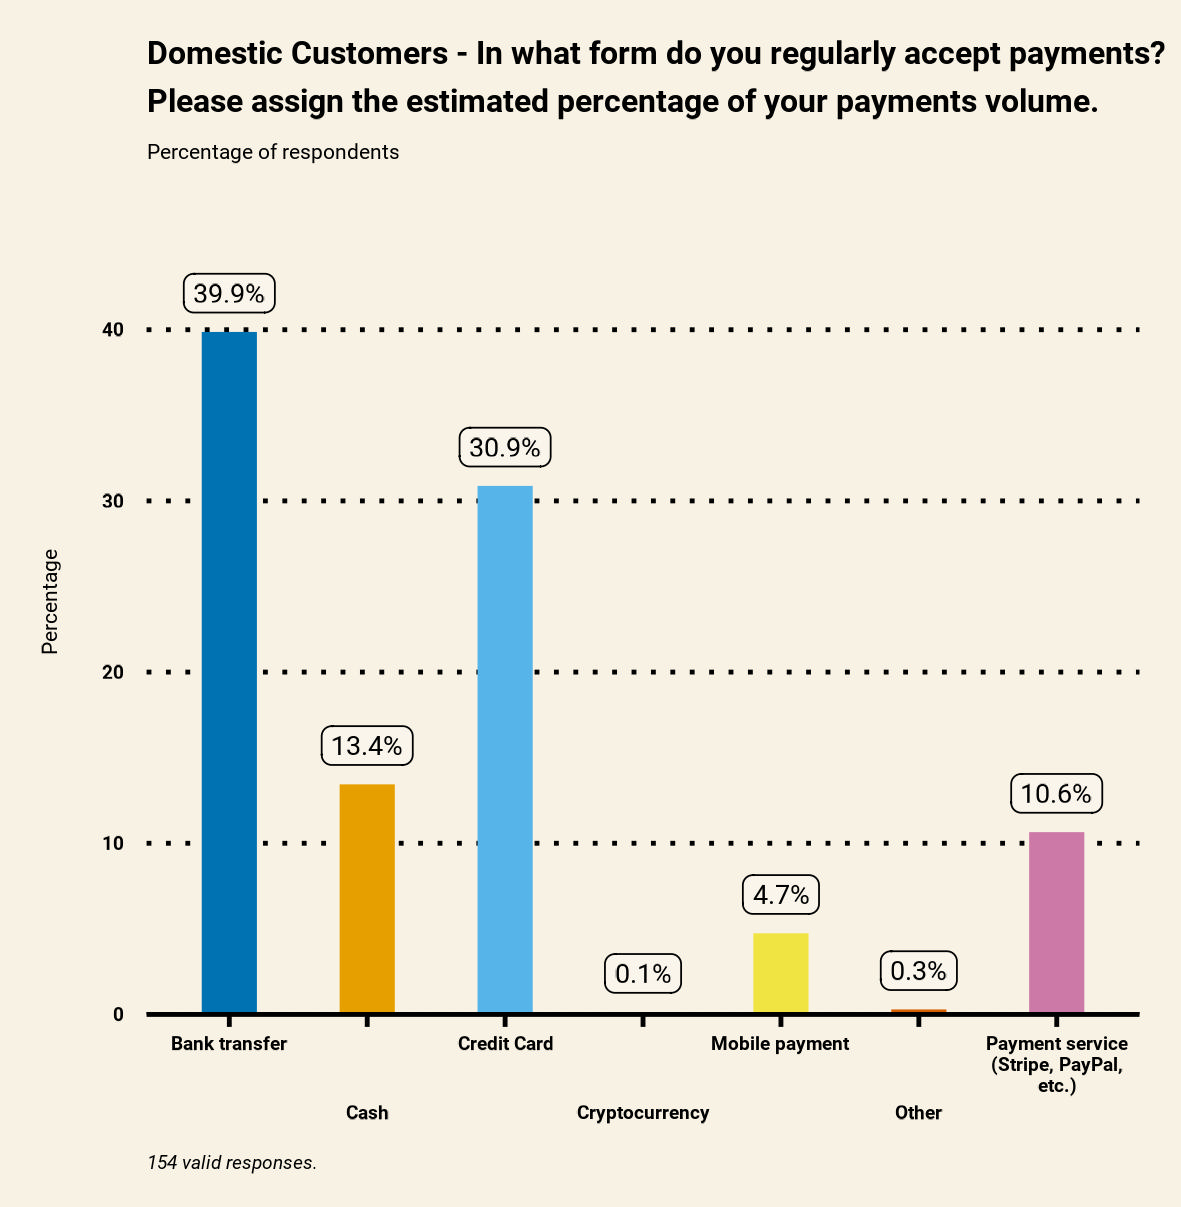 Domestic Customers - In what form do you regularly accept payments?
Please assign the estimated percentage of your payments volume.
Percentage of respondents
39.9%
40
30.9%
30
Percentage
20
13.4%
10.6%
10
4.7%
0.1%
0.3%
0
Bank transfer
Credit Card
Mobile payment
Payment service
(Stripe, PayPal,
etc.)
Cash
Cryptocurrency
Other
154 valid responses.